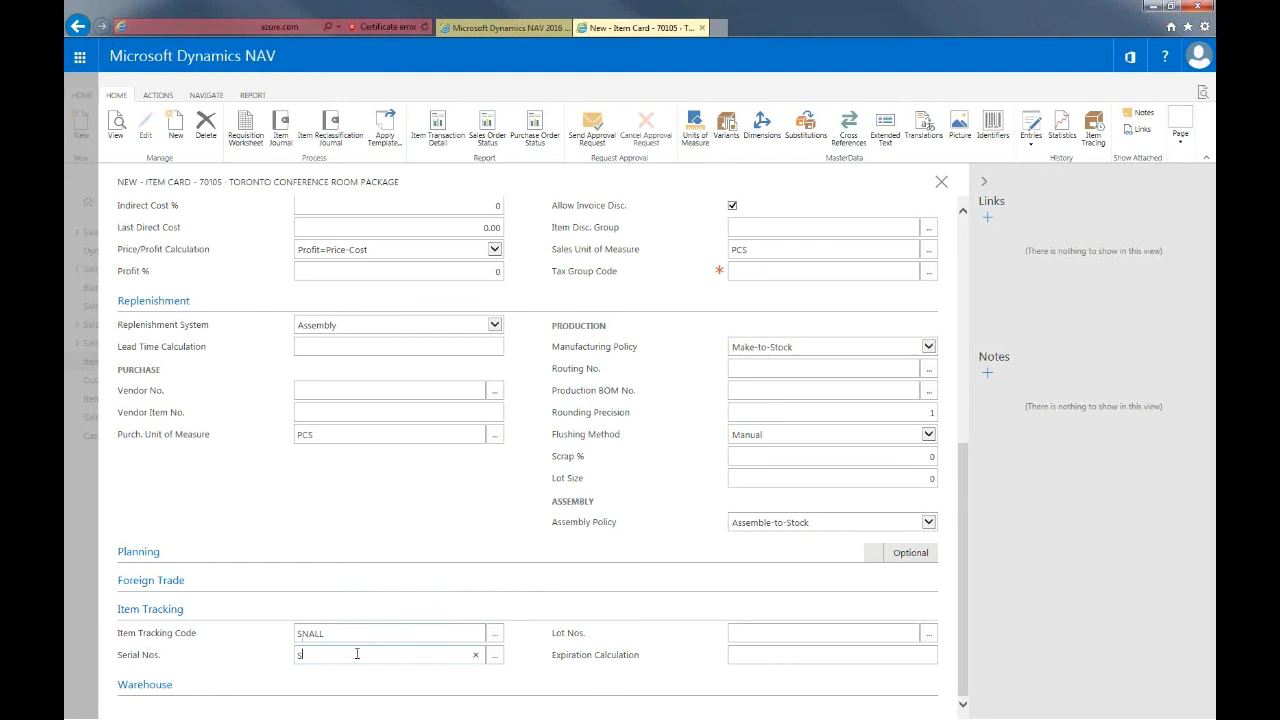 azure.com
Certificate error
Microsoft Dynamics NAV 2016 ...
New - Item Card - 70105 · T...
Microsoft Dynamics NAV
HOME
HOME
ACTIONS
NAVIGATE
REPORT
New
View
Edit
New
Delete
Requisition Worksheet
Item Journal
Item Reclassification Journal
Apply Template...
Item Transaction Detail
Sales Order Status
Purchase Order Status
Send Approval Request
Cancel Approval Request
Units of Measure
Variants
Dimensions
Substitutions
Cross References
Extended Text
Translations
Picture
Identifiers
Entries
Statistics
Item Tracing
Notes
Links
Page
New
Manage
Process
Report
Request Approval
MasterData
History
Show Attached
NEW - ITEM CARD - 70105 · TORONTO CONFERENCE ROOM PACKAGE
Indirect Cost % 0
Allow Invoice Disc.
Last Direct Cost 0.00
Item Disc. Group
Price/Profit Calculation Profit=Price-Cost
Sales Unit of Measure PCS
Profit % 0
Tax Group Code *
Replenishment
Replenishment System Assembly
PRODUCTION
Lead Time Calculation
Manufacturing Policy Make-to-Stock
PURCHASE
Routing No.
Vendor No.
Production BOM No.
Vendor Item No.
Rounding Precision 1
Purch. Unit of Measure PCS
Flushing Method Manual
Scrap % 0
Lot Size 0
ASSEMBLY
Assembly Policy Assemble-to-Stock
Planning
Optional
Foreign Trade
Item Tracking
Item Tracking Code SNALL
Lot Nos.
Serial Nos. S
Expiration Calculation
Warehouse
Links
(There is nothing to show in this view)
Notes
(There is nothing to show in this view)